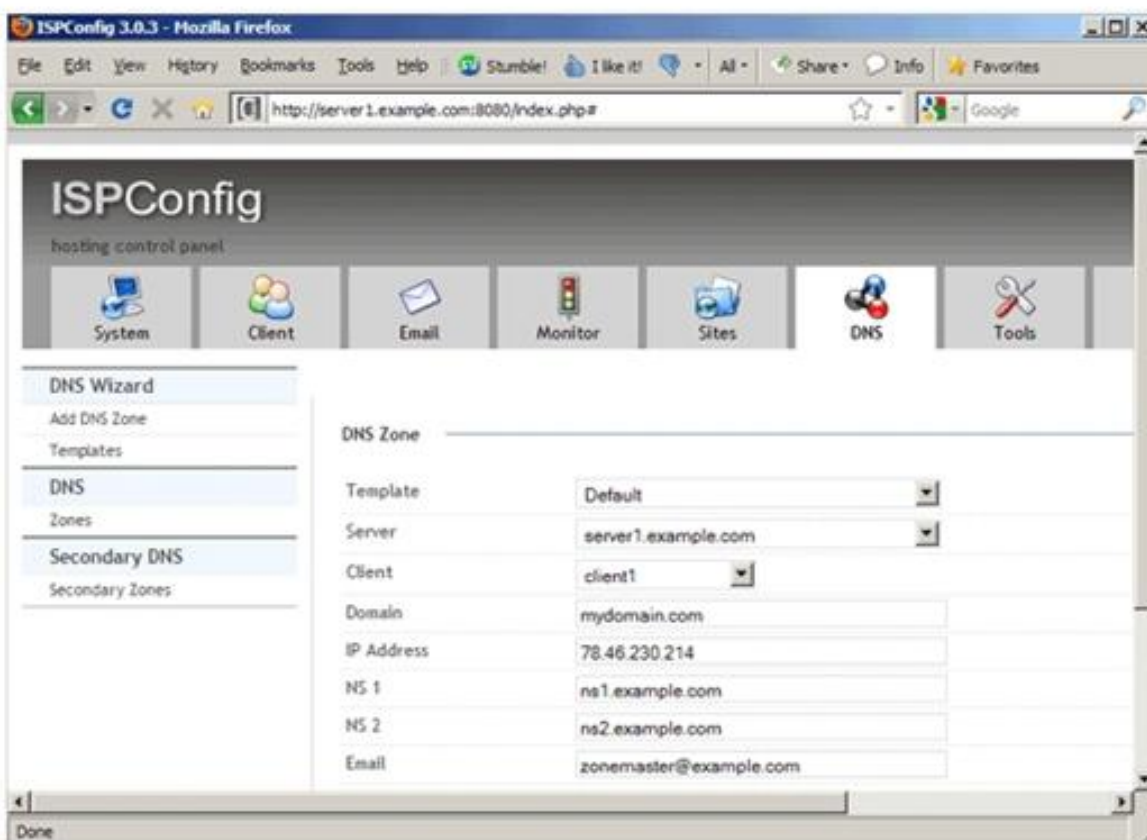 ISPConfig 3.0.3 - Mozilla Firefox
File Edit View History Bookmarks Tools Help Stumble! I like it! All Share Info Favorites
http://server1.example.com:8080/index.php# Google
ISPConfig
hosting control panel
System Client Email Monitor Sites DNS Tools
DNS Wizard
Add DNS Zone
Templates
DNS
Zones
Secondary DNS
Secondary Zones
DNS Zone
Template Default
Server server1.example.com
Client client1
Domain mydomain.com
IP Address 78.46.230.214
NS 1 ns1.example.com
NS 2 ns2.example.com
Email zonemaster@example.com
Done